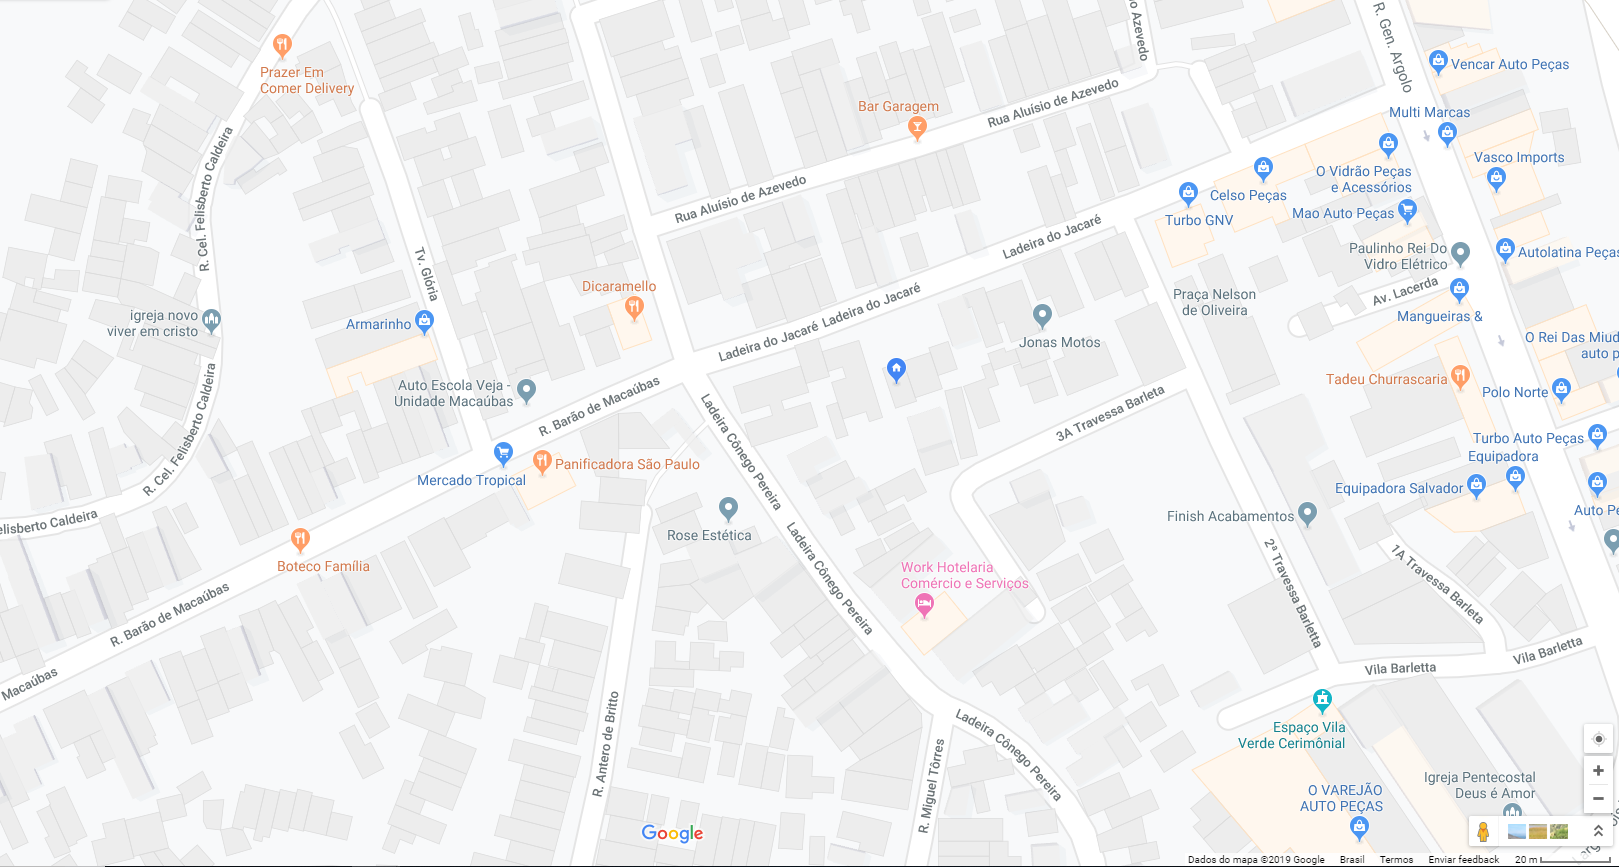 Prazer Em
Comer Delivery
R. Cel. Felisberto Caldeira
igreja novo
viver em cristo
R. Cel. Felisberto Caldeira
elisberto Caldeira
Tv. Glória
Armarinho
Auto Escola Veja -
Unidade Macaúbas
Mercado Tropical
Panificadora São Paulo
Boteco Família
R. Barão de Macaúbas
R. Barão de Macaúbas
Macaúbas
Dicaramello
Bar Garagem
Rua Aluísio de Azevedo
Rua Aluísio de Azevedo
o Azevedo
Ladeira do Jacaré
Ladeira do Jacaré
Ladeira do Jacaré
Jonas Motos
Rose Estética
Ladeira Cônego Pereira
Ladeira Cônego Pereira
Ladeira Cônego Pereira
Work Hotelaria
Comércio e Serviços
R. Antero de Britto
R. Miguel Tôrres
3A Travessa Barleta
2ª Travessa Barletta
1A Travessa Barleta
Vila Barletta
Vila Barletta
R. Gen. Argolo
Vencar Auto Peças
Multi Marcas
Vasco Imports
O Vidrão Peças
e Acessórios
Celso Peças
Turbo GNV
Mao Auto Peças
Paulinho Rei Do
Vidro Elétrico
Autolatina Peças
Av. Lacerda
Mangueiras &
Praça Nelson
de Oliveira
O Rei Das Miud
auto p
Tadeu Churrascaria
Polo Norte
Turbo Auto Peças
Equipadora
Equipadora Salvador
Auto Pe
Finish Acabamentos
Espaço Vila
Verde Cerimônial
O VAREJÃO
AUTO PEÇAS
Igreja Pentecostal
Deus é Amor
Google
Dados do mapa ©2019 Google Brasil Termos Enviar feedback 20 m